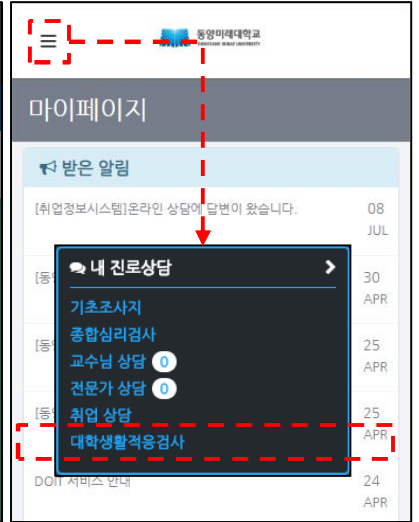 동양미래대학교
DONGYANG MIRAE UNIVERSITY
마이페이지
받은 알림
[취업정보시스템]온라인 상담에 답변이 왔습니다.
08
JUL
내 진로상담
30
APR
기초조사지
종합심리검사
[동
25
교수님 상담 0
APR
전문가 상담 0
취업 상담
25
APR
대학생활적응검사
DOIT 서비스 안내
24
APR